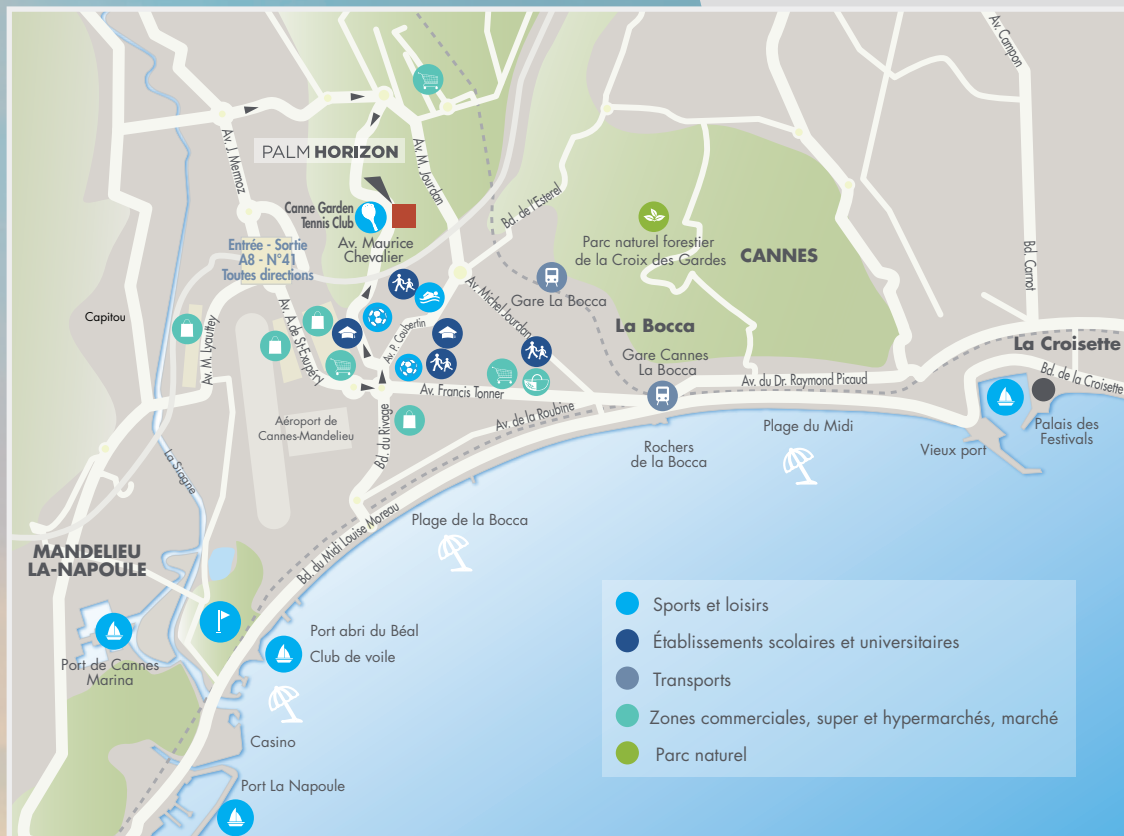 Av. Campon
Av. J. Mermoz
PALM HORIZON
Av. M. Jourdan
Canne Garden
Tennis Club
Av. Maurice
Chevalier
Bd. de l'Esterel
Parc naturel forestier
de la Croix des Gardes
CANNES
Bd. Carnot
Entrée - Sortie
A8 - N°41
Toutes directions
Capitou
Av. M. Lyauttey
Av. A. de St-Exupéry
Av. P. Coubertin
Av. Michel Jourdan
Gare La Bocca
La Bocca
Gare Cannes
La Bocca
La Croisette
Bd. de la Croisette
Av. Francis Tonner
Av. du Dr. Raymond Picaud
Aéroport de
Cannes-Mandelieu
Bd. du Rivage
Av. de la Roubine
Rochers
de la Bocca
Plage du Midi
Vieux port
Palais des
Festivals
La Siagne
Plage de la Bocca
Bd. du Midi Louise Moreau
MANDELIEU
LA-NAPOULE
Port de Cannes
Marina
Port abri du Béal
Club de voile
Casino
Port La Napoule
Sports et loisirs
Établissements scolaires et universitaires
Transports
Zones commerciales, super et hypermarchés, marché
Parc naturel